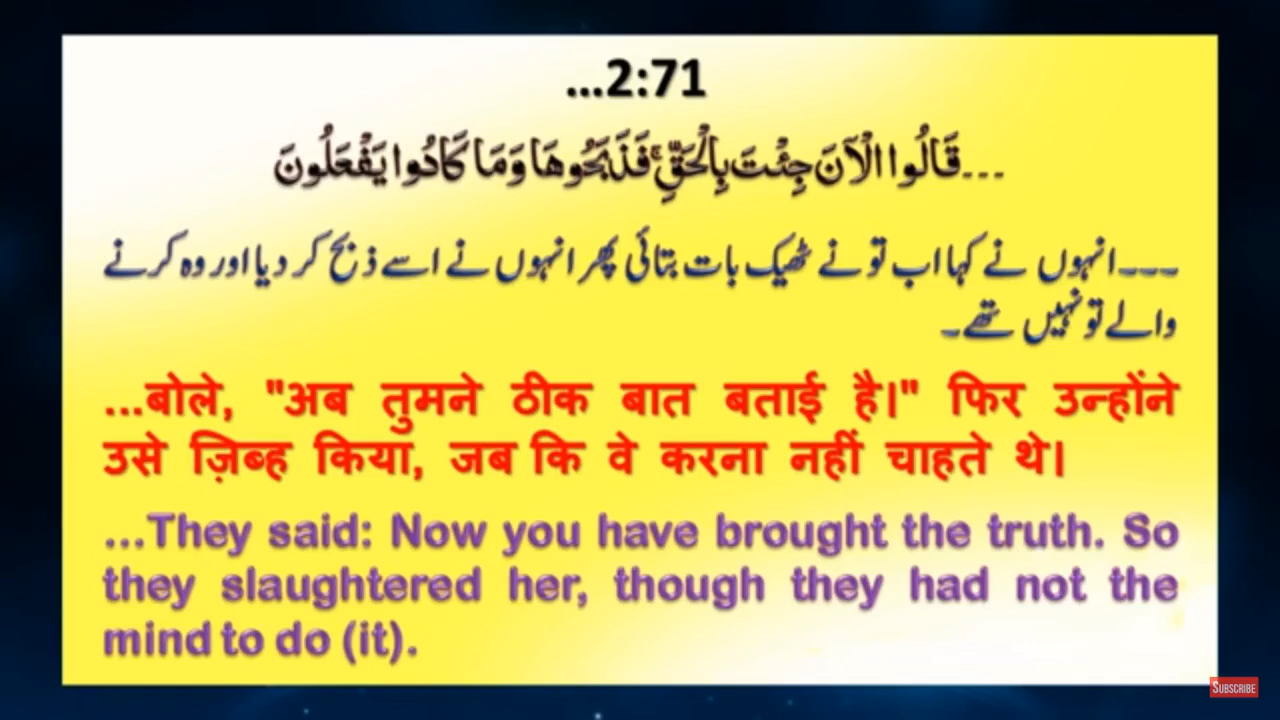 ...2:71
...قَالُوا الْآنَ جِئْتَ بِالْحَقِّ ۚ فَذَبَحُوهَا وَمَا كَادُوا يَفْعَلُونَ
۔۔۔انہوں نے کہا اب تو نے ٹھیک بات بتائی پھر انہوں نے اسے ذبح کر دیا اور وہ کرنے
والے تو نہیں تھے۔
...बोले, "अब तुमने ठीक बात बताई है।" फिर उन्होंने
उसे ज़िब्ह किया, जब कि वे करना नहीं चाहते थे।
...They said: Now you have brought the truth. So
they slaughtered her, though they had not the
mind to do (it).
SUBSCRIBE